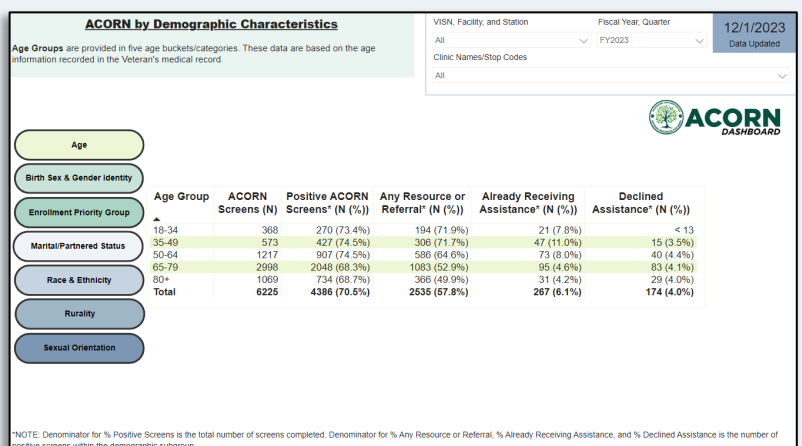 ACORN by Demographic Characteristics
Age Groups are provided in five age buckets/categories. These data are based on the age
information recorded in the Veteran's medical record.
VISN, Facility, and Station
All
Fiscal Year, Quarter
FY2023
Clinic Names/Stop Codes
All
12/1/2023
Data Updated
ACORN
DASHBOARD
Age
Birth Sex & Gender Identity
Enrollment Priority Group
Marital/Partnered Status
Race & Ethnicity
Rurality
Sexual Orientation
Age Group ACORN Positive ACORN Any Resource or Already Receiving Declined
Screens (N) Screens* (N (%)) Referral* (N (%)) Assistance* (N (%)) Assistance* (N (%))
18-34 368 270 (73.4%) 194 (71.9%) 21 (7.8%) < 13
35-49 573 427 (74.5%) 306 (71.7%) 47 (11.0%) 15 (3.5%)
50-64 1217 907 (74.5%) 586 (64.6%) 73 (8.0%) 40 (4.4%)
65-79 2998 2048 (68.3%) 1083 (52.9%) 95 (4.6%) 83 (4.1%)
80+ 1069 734 (68.7%) 366 (49.9%) 31 (4.2%) 29 (4.0%)
Total 6225 4386 (70.5%) 2535 (57.8%) 267 (6.1%) 174 (4.0%)
*NOTE: Denominator for % Positive Screens is the total number of screens completed. Denominator for % Any Resource or Referral, % Already Receiving Assistance, and % Declined Assistance is the number of
positive screens within the demographic subgroup.